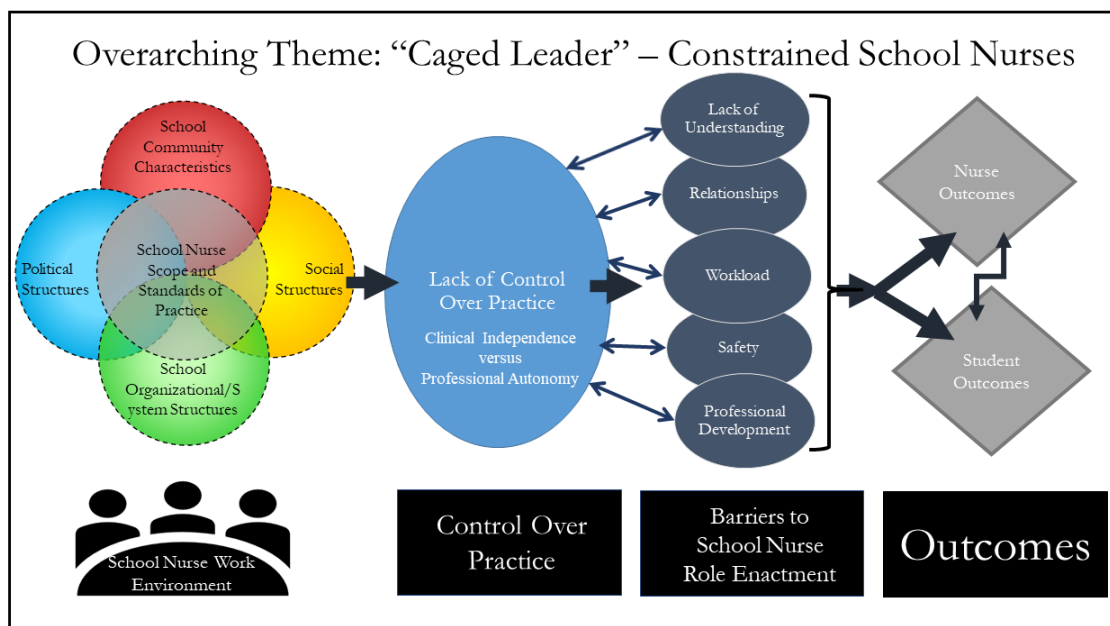 Overarching Theme: “Caged Leader” – Constrained School Nurses
School
Community
Characteristics
Political
Structures
School Nurse
Scope and
Standards of
Practice
Social
Structures
School
Organizational/S
ystem Structures
Lack of Control
Over Practice
Clinical Independence
versus
Professional Autonomy
Lack of
Understanding
Relationships
Workload
Safety
Professional
Development
Nurse
Outcomes
Student
Outcomes
School Nurse Work
Environment
Control Over
Practice
Barriers to
School Nurse
Role Enactment
Outcomes